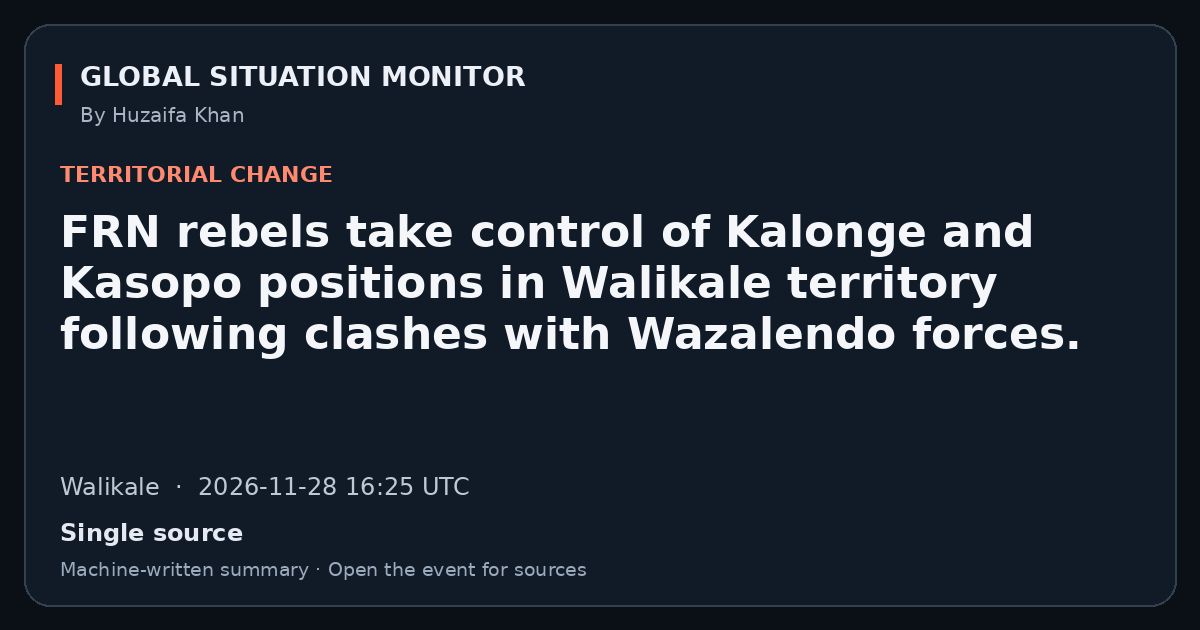 GLOBAL SITUATION MONITOR
By Huzaifa Khan
TERRITORIAL CHANGE
FRN rebels take control of Kalonge and
Kasopo positions in Walikale territory
following clashes with Wazalendo forces.
Walikale · 2026-11-28 16:25 UTC
Single source
Machine-written summary · Open the event for sources